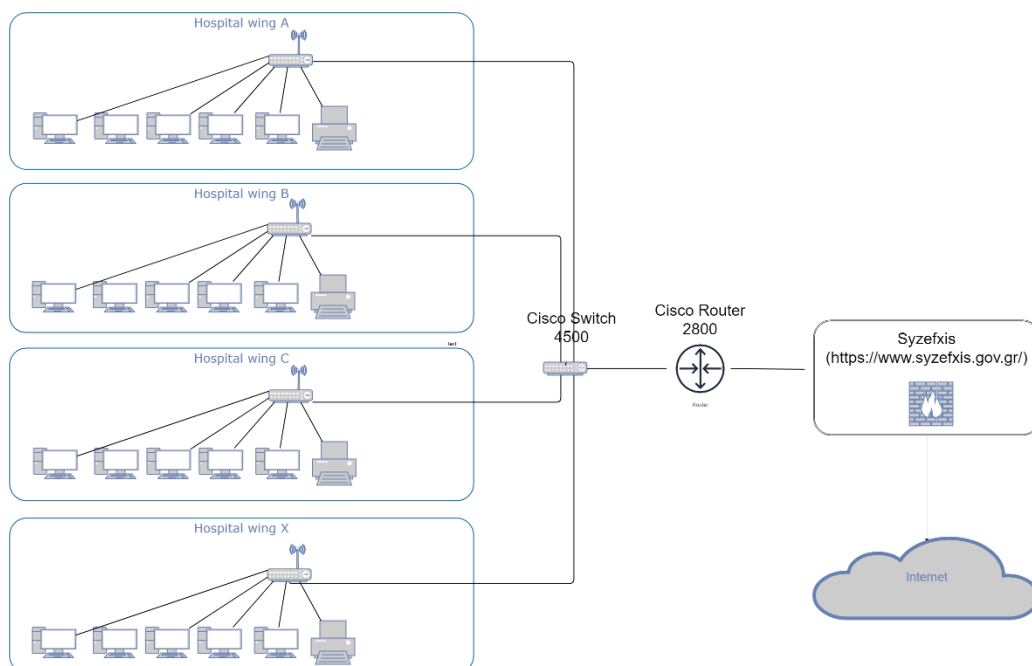 Hospital wing A
Hospital wing B
Hospital wing C
Hospital wing X
Cisco Switch
4500
Cisco Router
2800
Router
Syzefxis
(https://www.syzefxis.gov.gr/)
Internet